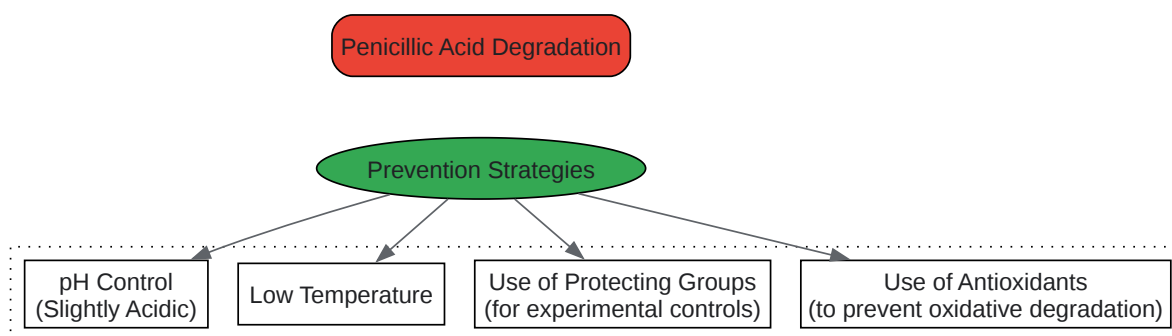 Penicillic Acid Degradation
Prevention Strategies
pH Control
(Slightly Acidic)
Low Temperature
Use of Protecting Groups
(for experimental controls)
Use of Antioxidants
(to prevent oxidative degradation)